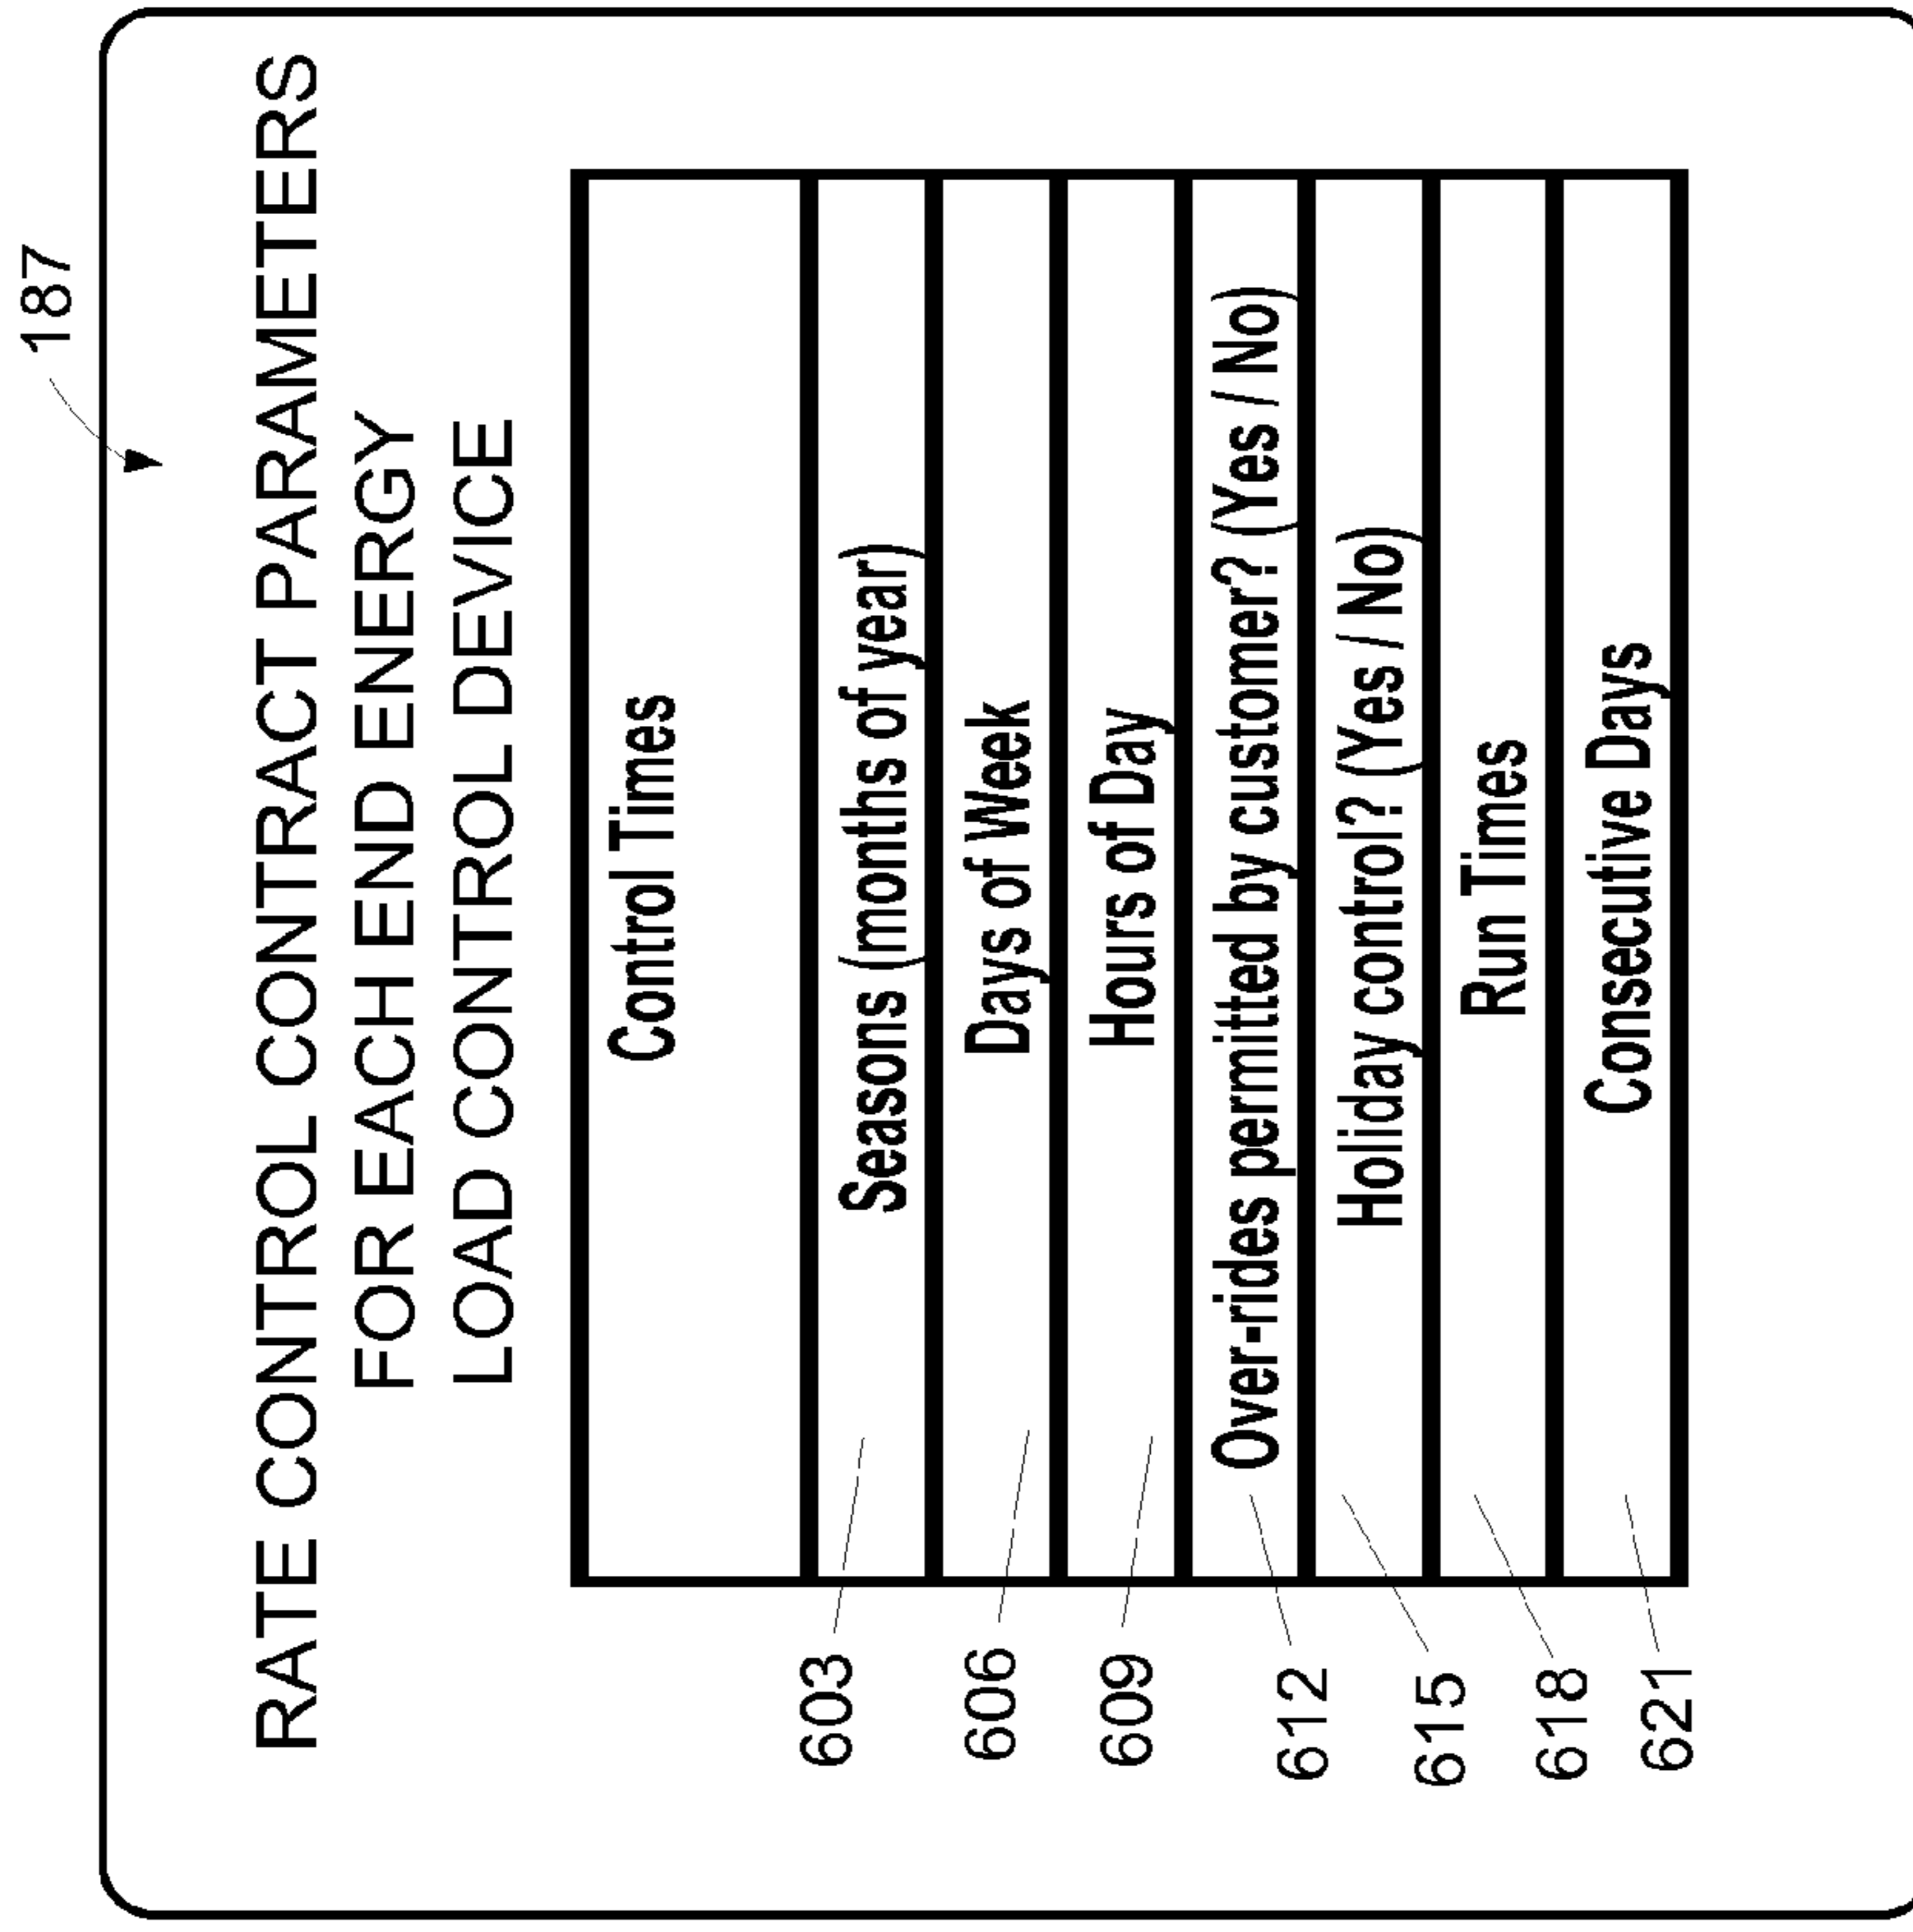 187
RATE CONTROL CONTRACT PARAMETERS
FOR EACH END ENERGY
LOAD CONTROL DEVICE
Control Times
603
Seasons (months of year)
606
Days of Week
609
Hours of Day
612
Over-rides permitted by customer? (Yes / No)
615
Holiday control? (Yes / No)
618
Run Times
621
Consecutive Days